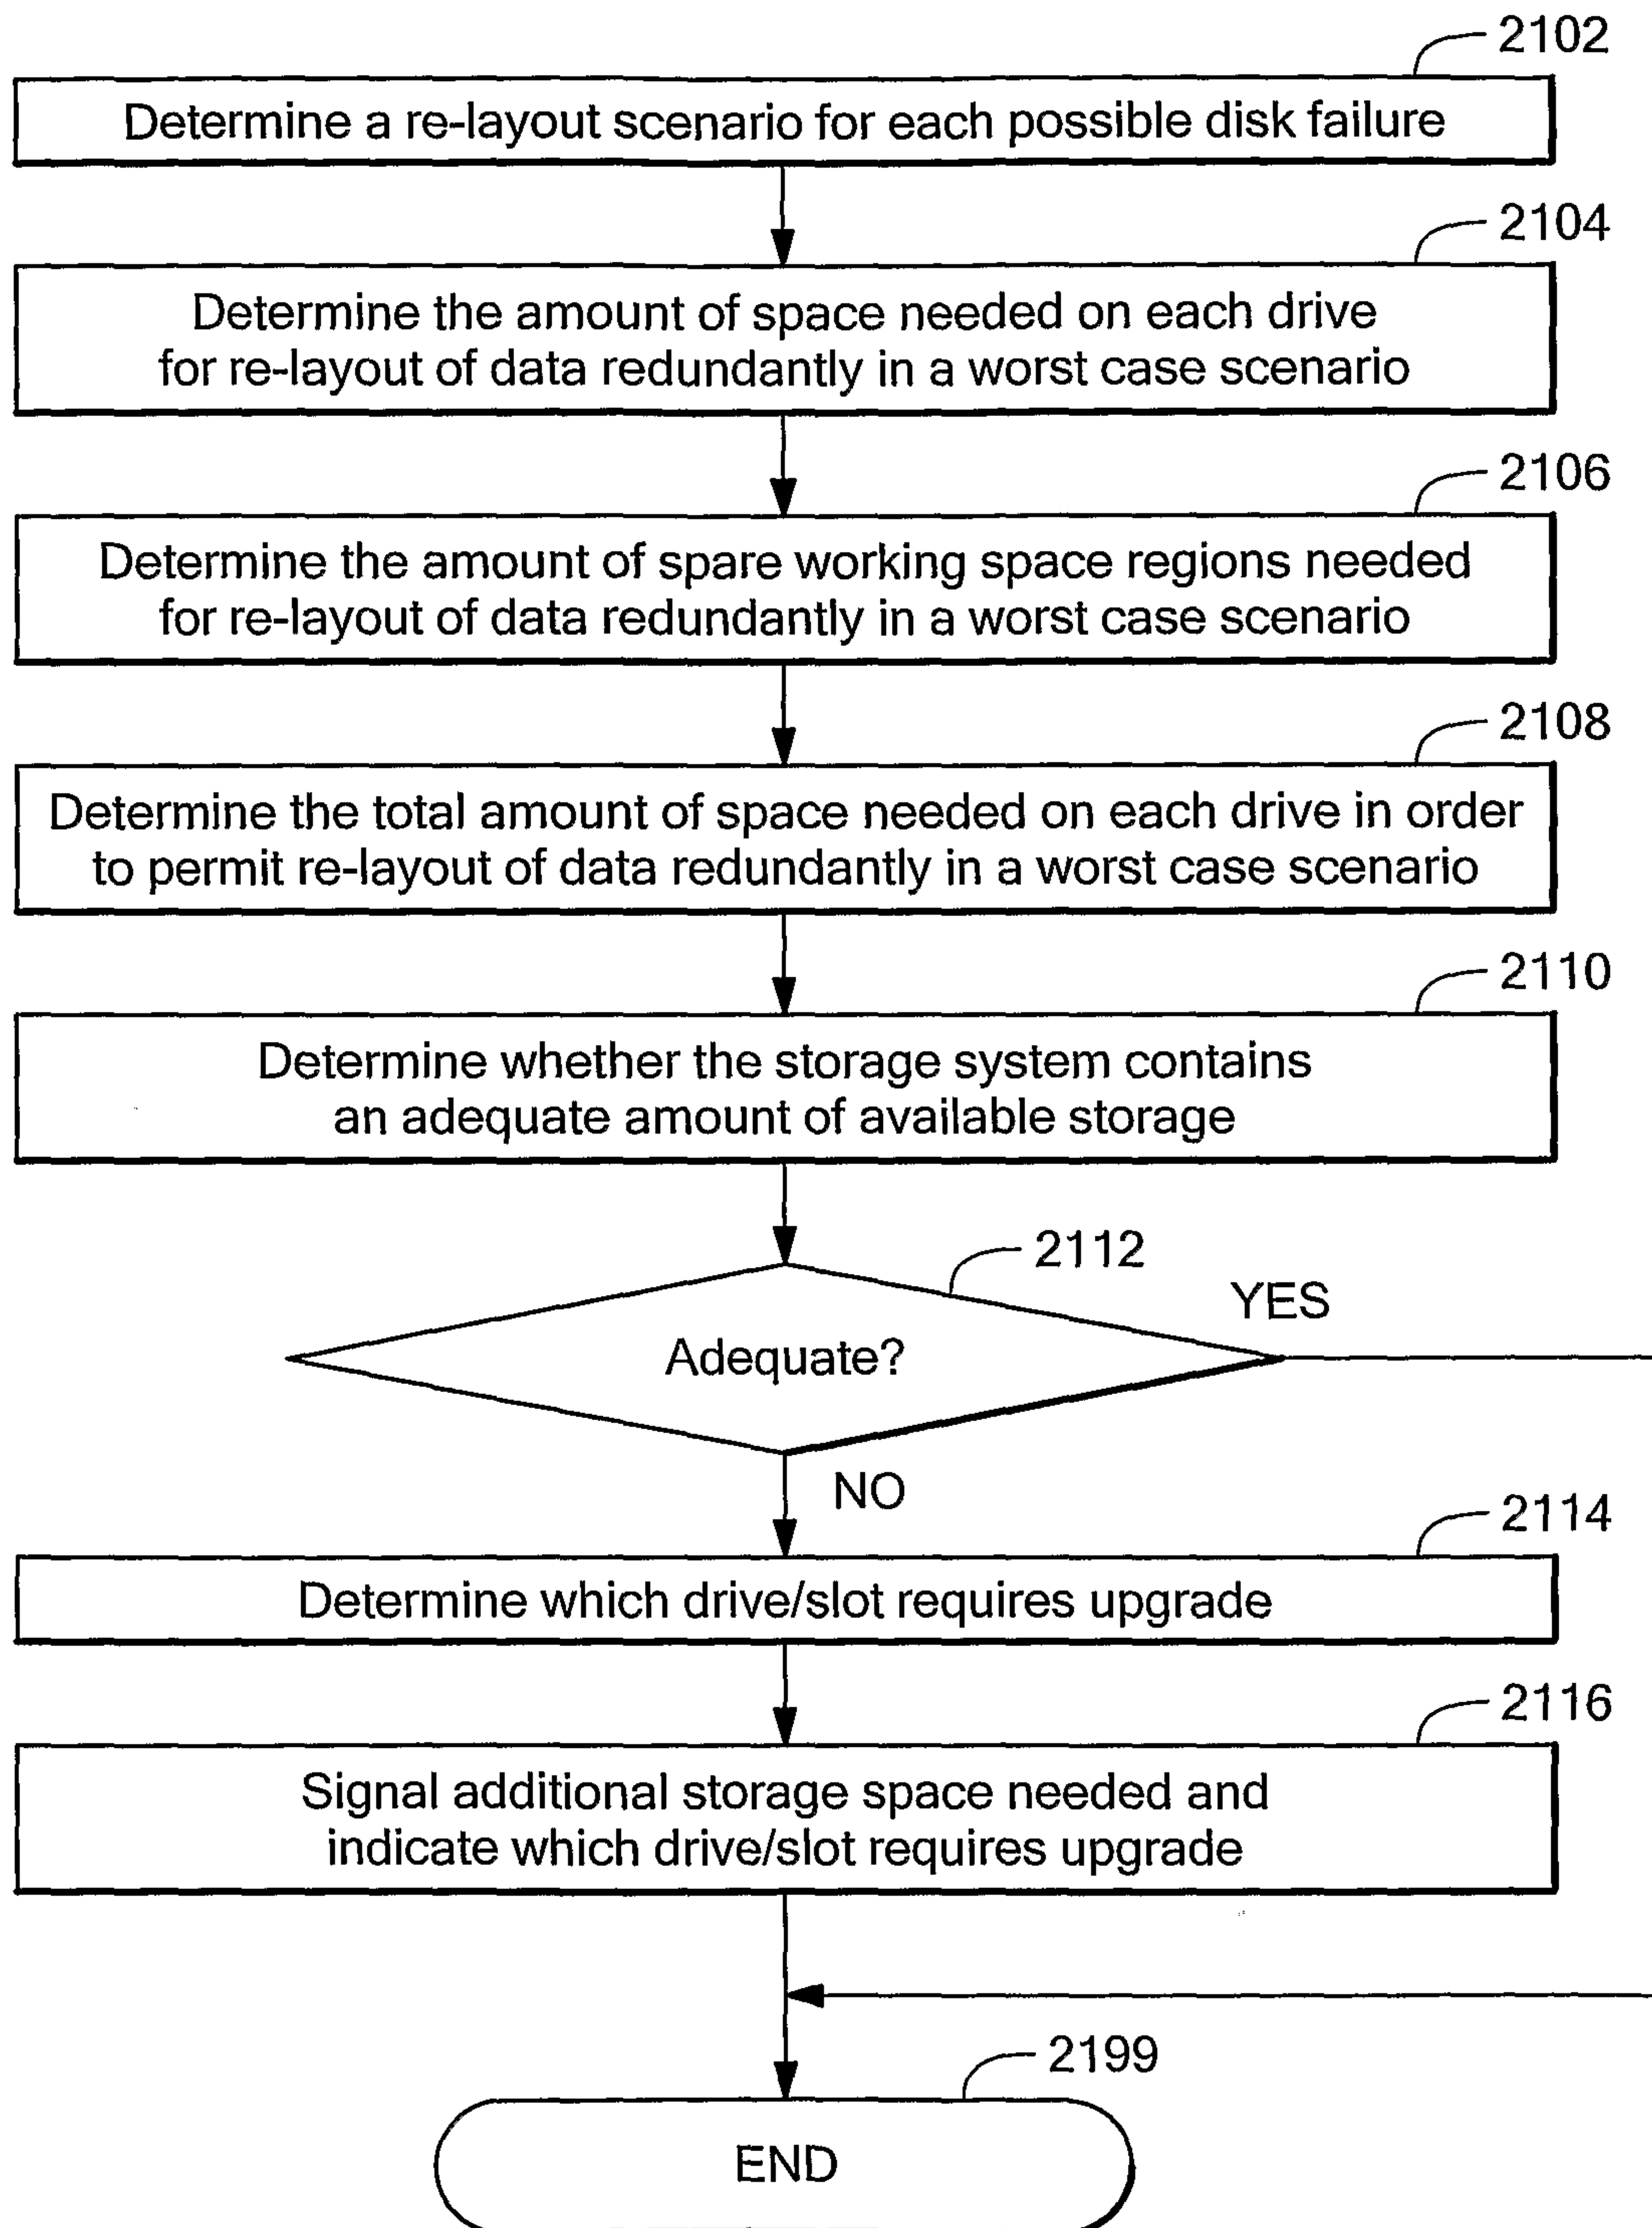 2102
Determine a re-layout scenario for each possible disk failure
2104
Determine the amount of space needed on each drive
for re-layout of data redundantly in a worst case scenario
2106
Determine the amount of spare working space regions needed
for re-layout of data redundantly in a worst case scenario
2108
Determine the total amount of space needed on each drive in order
to permit re-layout of data redundantly in a worst case scenario
2110
Determine whether the storage system contains
an adequate amount of available storage
2112
YES
Adequate?
NO
2114
Determine which drive/slot requires upgrade
2116
Signal additional storage space needed and
indicate which drive/slot requires upgrade
2199
END